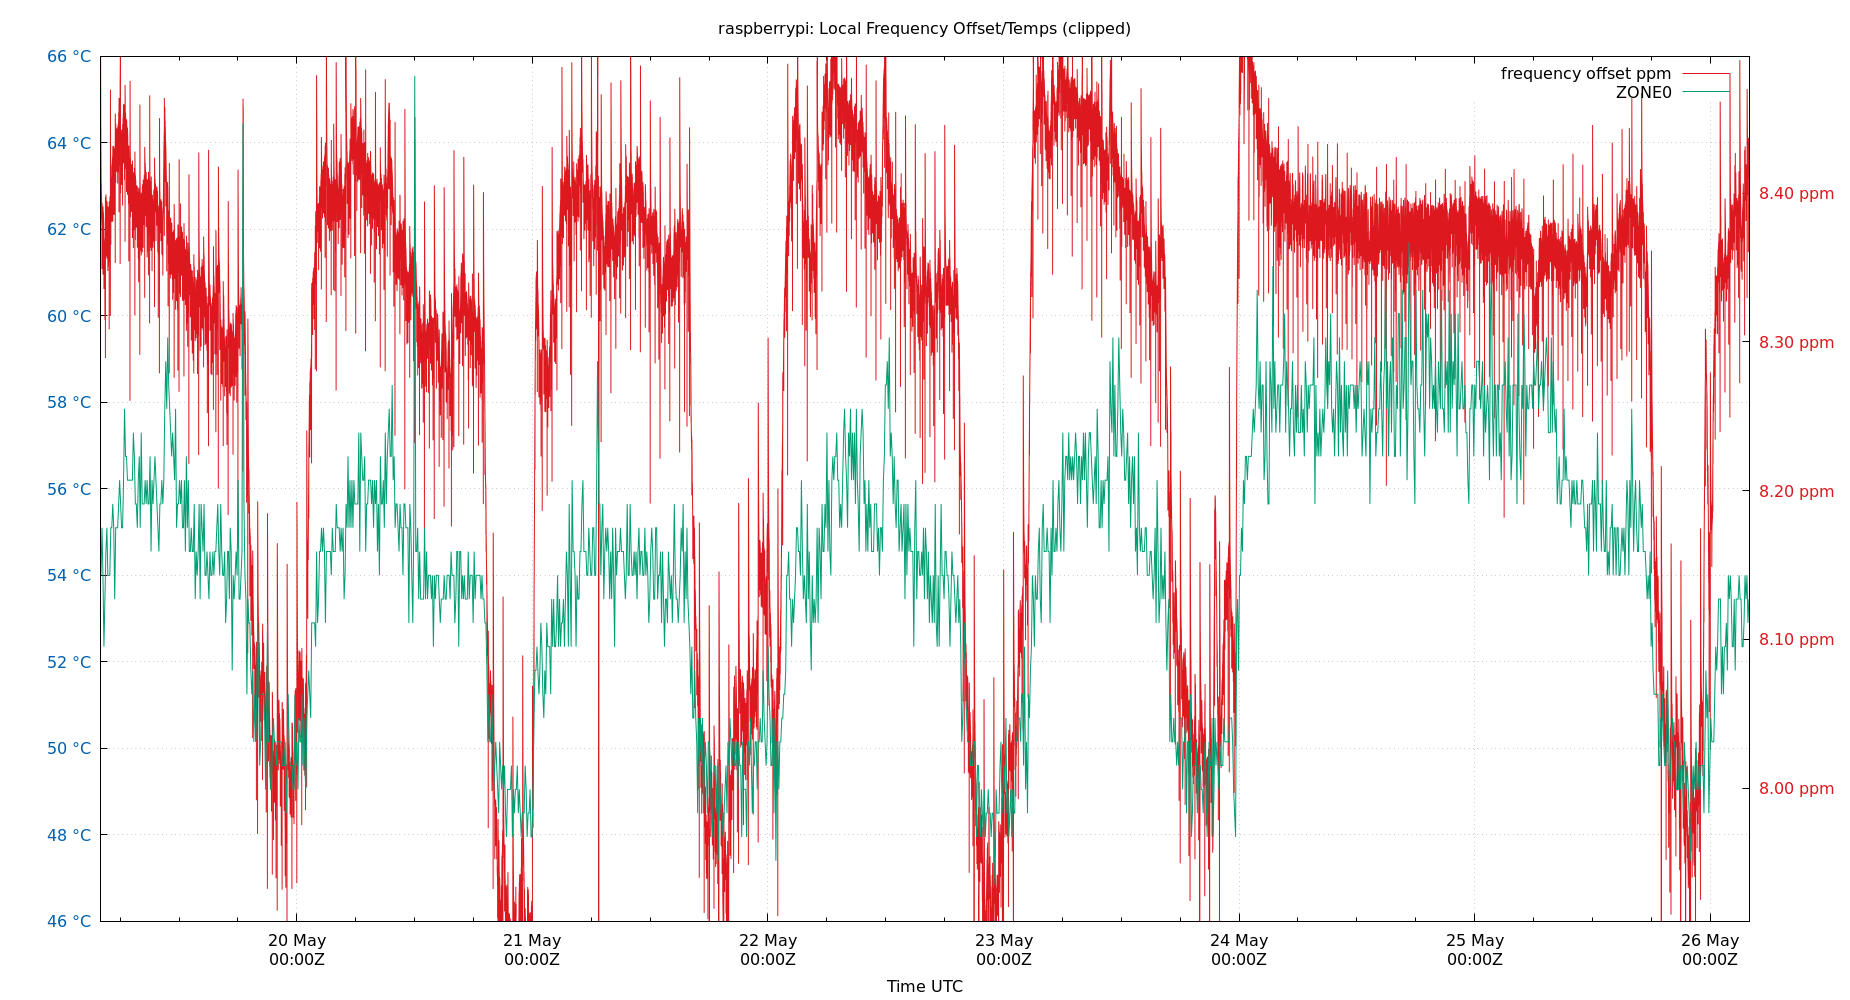 raspberrypi: Local Frequency Offset/Temps (clipped)
frequency offset ppm
ZONE0
66 °C
64 °C
62 °C
60 °C
58 °C
56 °C
54 °C
52 °C
50 °C
48 °C
46 °C
8.40 ppm
8.30 ppm
8.20 ppm
8.10 ppm
8.00 ppm
20 May
00:00Z
21 May
00:00Z
22 May
00:00Z
23 May
00:00Z
24 May
00:00Z
25 May
00:00Z
26 May
00:00Z
Time UTC